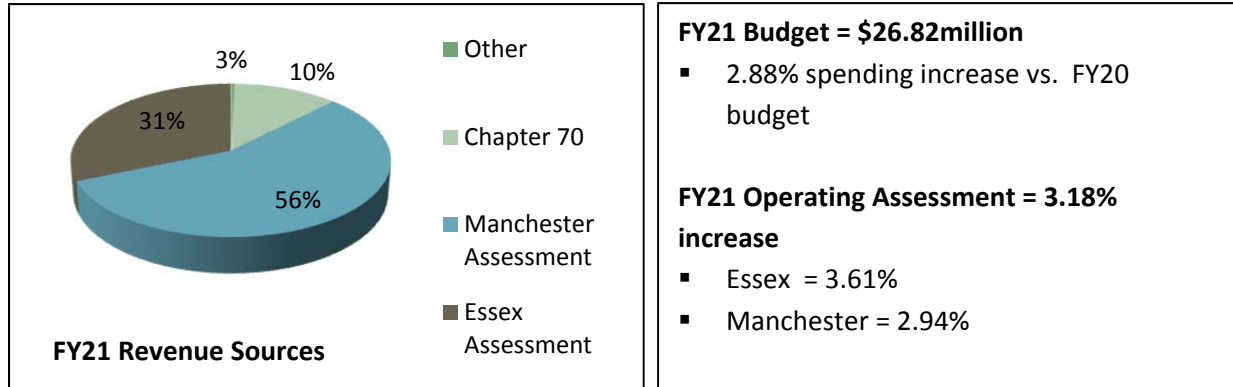 3%
10%
31%
56%
Other
Chapter 70
Manchester
Assessment
Essex
Assessment
FY21 Revenue Sources
FY21 Budget = $26.82million
▪ 2.88% spending increase vs.  FY20
budget
FY21 Operating Assessment = 3.18%
increase
▪ Essex  = 3.61%
▪ Manchester = 2.94%